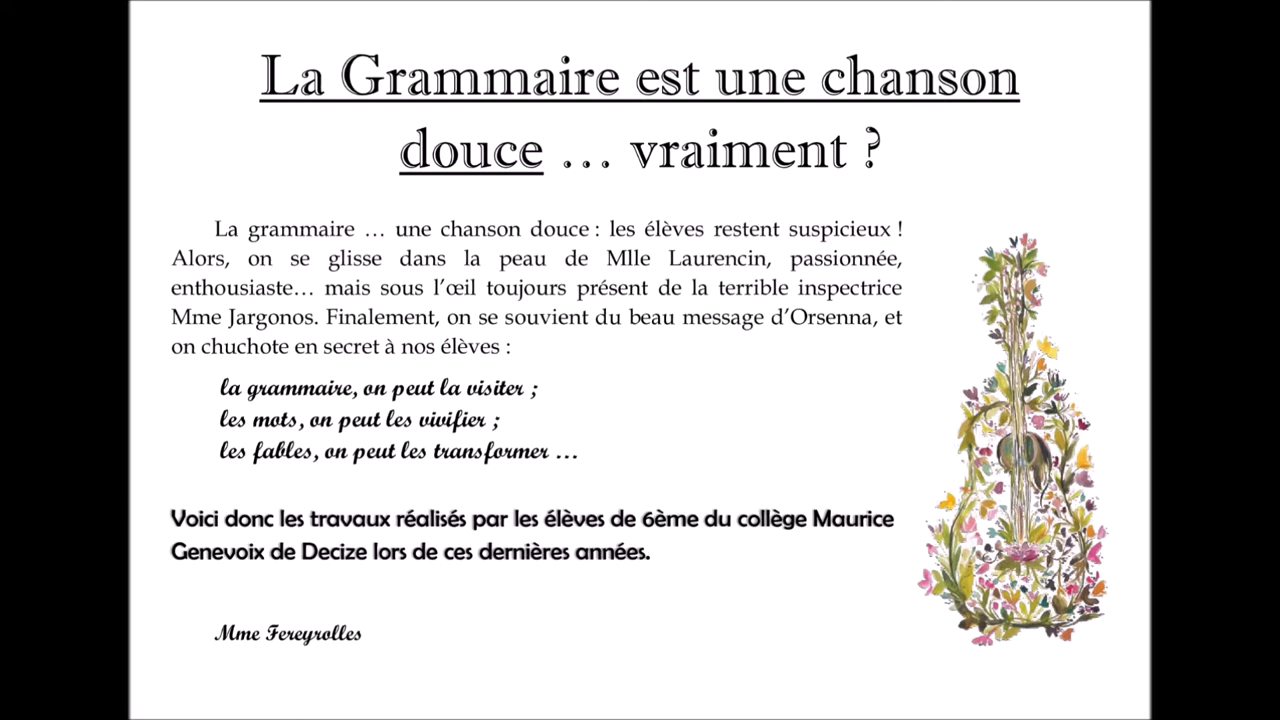 La Grammaire est une chanson
douce … vraiment ?
La grammaire … une chanson douce : les élèves restent suspicieux !
Alors, on se glisse dans la peau de Mlle Laurencin, passionnée,
enthousiaste… mais sous l’œil toujours présent de la terrible inspectrice
Mme Jargonos. Finalement, on se souvient du beau message d’Orsenna, et
on chuchote en secret à nos élèves :
la grammaire, on peut la visiter ;
les mots, on peut les vivifier ;
les fables, on peut les transformer …
Voici donc les travaux réalisés par les élèves de 6ème du collège Maurice
Genevoix de Decize lors de ces dernières années.
Mme Fereyrolles